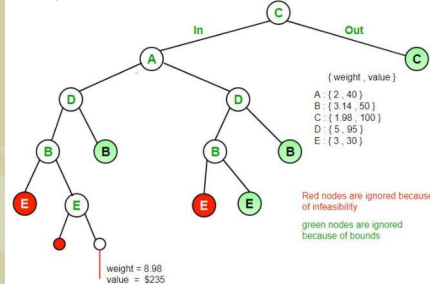 C
In
Out
A
C
{ weight , value }
A : { 2 , 40 }
B : { 3.14 , 50 }
C : { 1.98 , 100 }
D : { 5 , 95 }
E : { 3 , 30 }
D
D
B
B
B
B
E
E
E
E
Red nodes are ignored because
of infeasibility
green nodes are ignored
because of bounds
weight = 8.98
value = $235